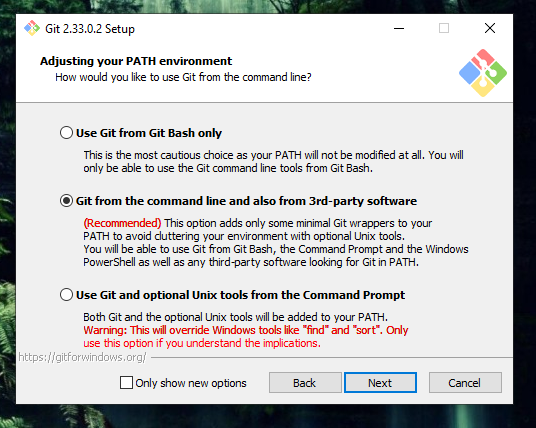 Git 2.33.0.2 Setup
Adjusting your PATH environment
How would you like to use Git from the command line?
Use Git from Git Bash only
This is the most cautious choice as your PATH will not be modified at all. You will
only be able to use the Git command line tools from Git Bash.
Git from the command line and also from 3rd-party software
(Recommended) This option adds only some minimal Git wrappers to your
PATH to avoid cluttering your environment with optional Unix tools.
You will be able to use Git from Git Bash, the Command Prompt and the Windows
PowerShell as well as any third-party software looking for Git in PATH.
Use Git and optional Unix tools from the Command Prompt
Both Git and the optional Unix tools will be added to your PATH.
Warning: This will override Windows tools like "find" and "sort". Only
use this option if you understand the implications.
https://gitforwindows.org/
Only show new options
Back
Next
Cancel